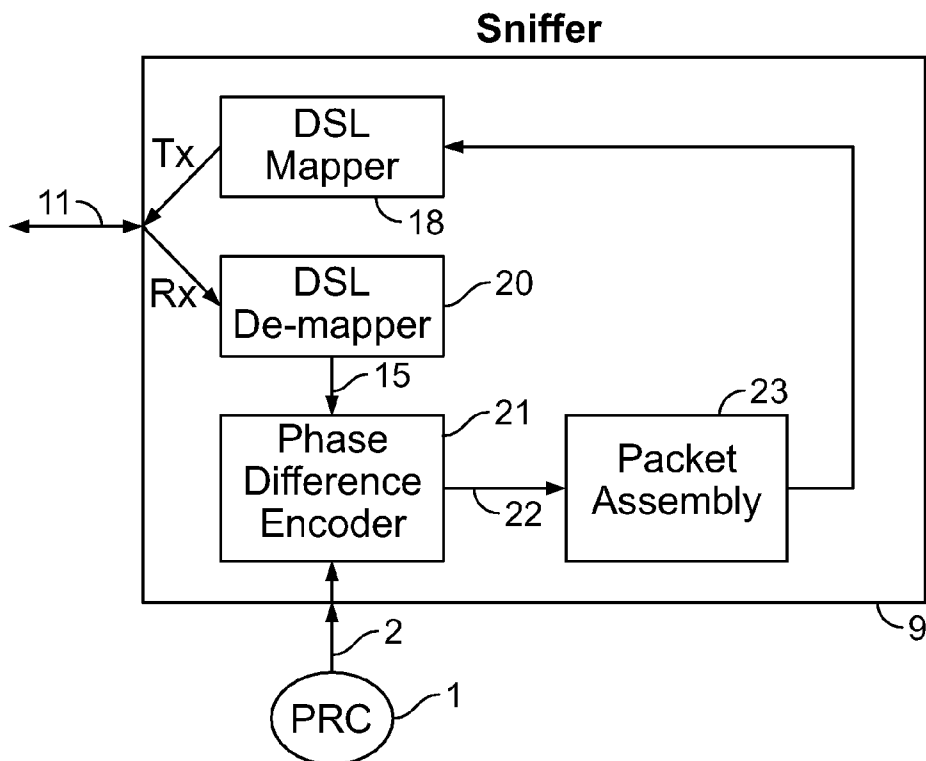 Sniffer
DSL
Mapper
Tx
11
18
Rx
DSL
De-mapper
20
15
21
Phase
Difference
Encoder
22
23
Packet
Assembly
9
2
PRC
1